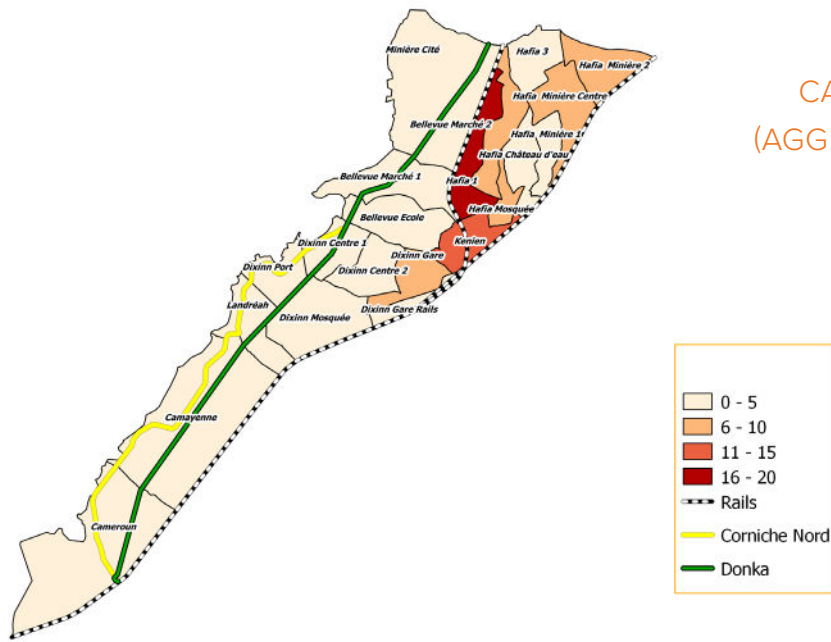 Minière Cité
Hafia 3
Hafia Minière 2
CA
(AGG
Hafia Minière Centre
Bellevue Marché 2
Hafia Minière 1
Hafia Château d'eau
Bellevue Marché 1
Hafia 1
Hafia Mosquée
Bellevue Ecole
Dixinn Centre 1
Kenien
Dixinn Gare
Dixinn Port
Dixinn Centre 2
Landréah
Dixinn Mosquée
Dixinn Gare Rails
Camayenne
Cameroun
0 - 5
6 - 10
11 - 15
16 - 20
Rails
Corniche Nord
Donka